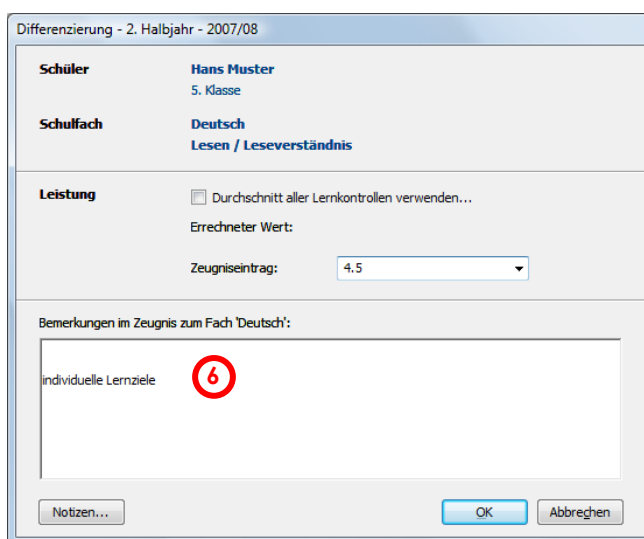 Differenzierung - 2. Halbjahr - 2007/08
Schüler Hans Muster
5. Klasse
Schulfach Deutsch
Lesen / Leseverständnis
Leistung Durchschnitt aller Lernkontrollen verwenden...
Errechneter Wert:
Zeugniseintrag: 4.5
Bemerkungen im Zeugnis zum Fach 'Deutsch':
individuelle Lernziele 6
Notizen... OK Abbrechen